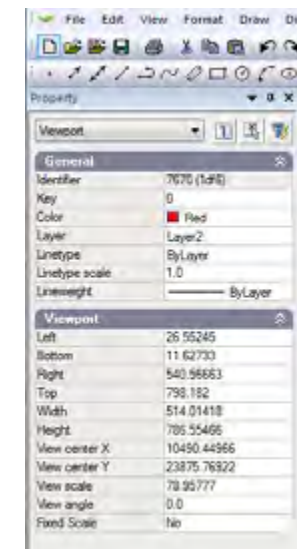 File Edit View Format Draw
Property
Viewport
General
Identifier 7670 (1df6)
Key 0
Color Red
Layer Layer2
Linetype ByLayer
Linetype scale 1.0
Lineweight ByLayer
Viewport
Left 26.55245
Bottom 11.62733
Right 540.56663
Top 798.182
Width 514.01418
Height 786.55466
View center X 10490.44966
View center Y 23875.76922
View scale 78.95777
View angle 0.0
Fixed Scale No